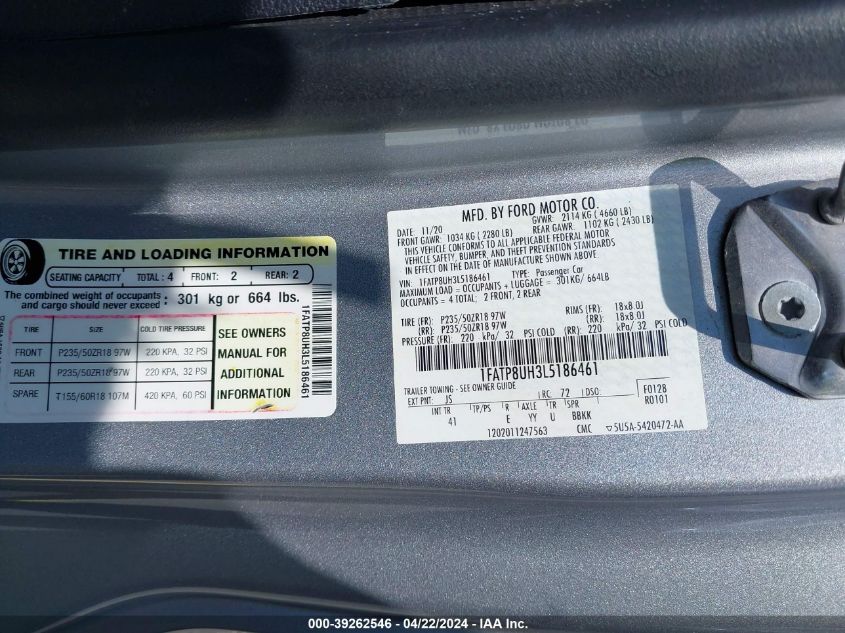 TIRE AND LOADING INFORMATION
SEATING CAPACITY TOTAL: 4 FRONT: 2 REAR: 2
The combined weight of occupants and cargo should never exceed : 301 kg or 664 lbs.
TIRE SIZE COLD TIRE PRESSURE
FRONT P235/50ZR18 97W 220 KPA, 32 PSI
REAR P235/50ZR18 97W 220 KPA, 32 PSI
SPARE T155/60R18 107M 420 KPA, 60 PSI
SEE OWNERS
MANUAL FOR
ADDITIONAL
INFORMATION
1FATP8UH3L5186461
MFD. BY FORD MOTOR CO.
DATE 11/20 GVWR: 2114 KG ( 4660 LB)
FRONT GAWR: 1034 KG ( 2280 LB) REAR GAWR: 1102 KG ( 2430 LB)
THIS VEHICLE CONFORMS TO ALL APPLICABLE FEDERAL MOTOR
VEHICLE SAFETY, BUMPER, AND THEFT PREVENTION STANDARDS
IN EFFECT ON THE DATE OF MANUFACTURE SHOWN ABOVE.
VIN: 1FATP8UH3L5186461 TYPE: Passenger Car
MAXIMUM LOAD = OCCUPANTS + LUGGAGE = 301KG/ 664LB
OCCUPANTS = 4 TOTAL; 2 FRONT, 2 REAR
TIRE (FR): P235/50ZR18 97W RIMS (FR): 18x8.0J
(RR): P235/50ZR18 97W (RR): 18x8.0J
PRESSURE (FR): 220 kPa/ 32 PSI COLD (RR): 220 kPa/ 32 PSI COLD
1FATP8UH3L5186461
TRAILER TOWING - SEE OWNER GUIDE
EXT PNT: JS RC: 72 DSO: F0128
INT TR TP/PS R AXLE TR SPR R0101
41 E YY U BBKK
1202011247563 CMC 5U5A-5420472-AA
000-39262546 - 04/22/2024 - IAA Inc.